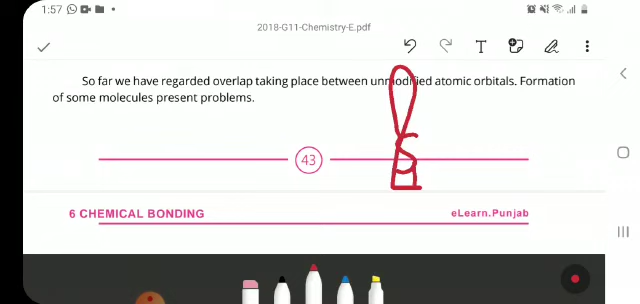 1:57
2018-G11-Chemistry-E.pdf
So far we have regarded overlap taking place between unmodified atomic orbitals. Formation
of some molecules present problems.
43
6 CHEMICAL BONDING
eLearn.Punjab